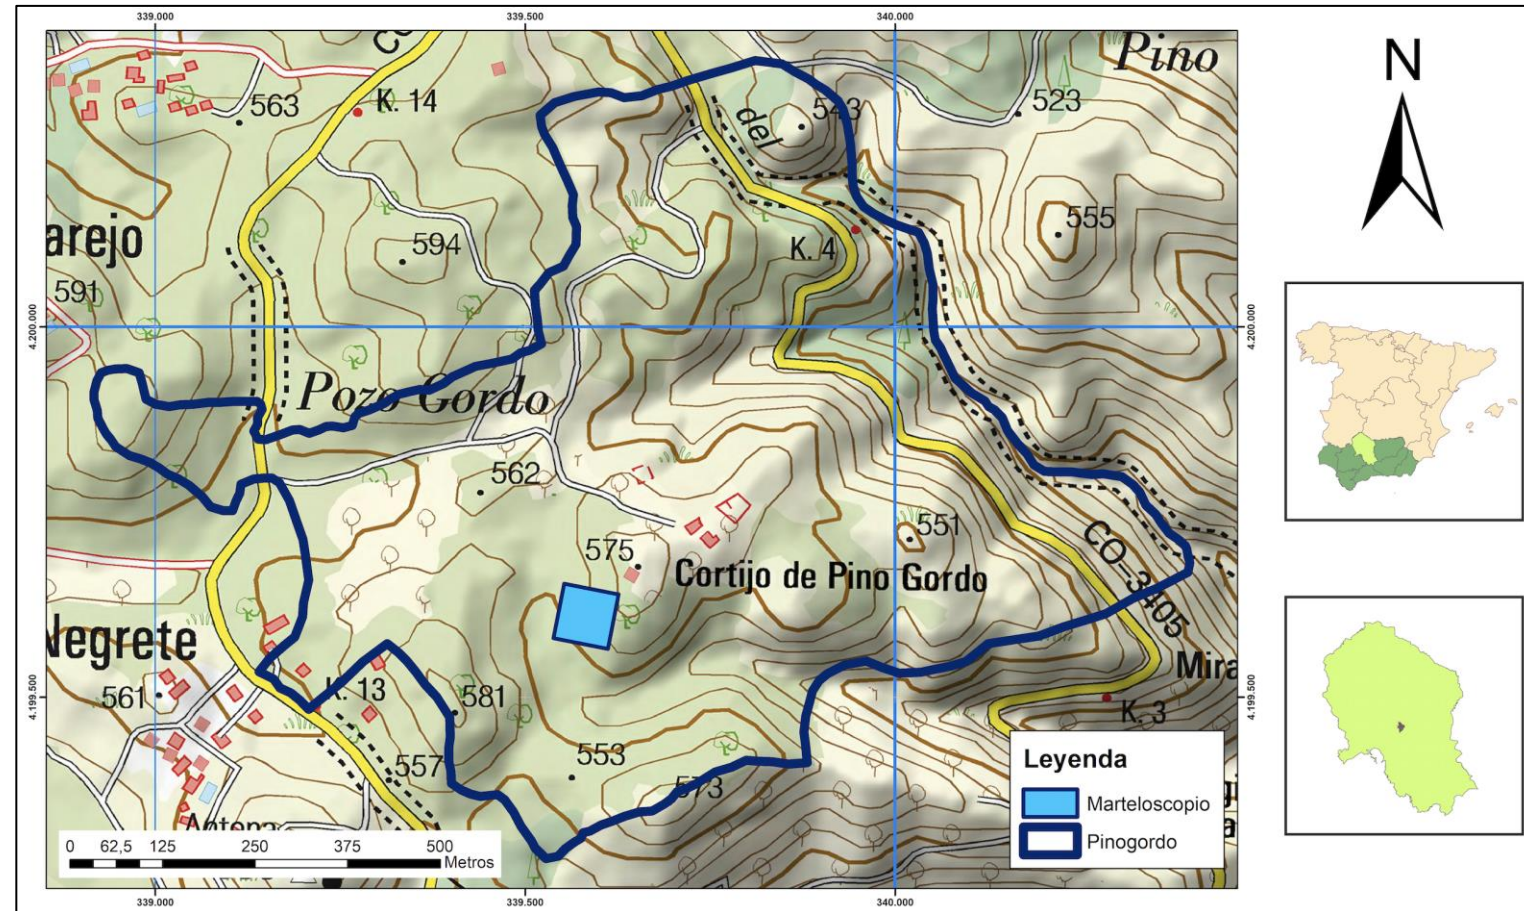 339.000 339.500 340.000
N
Pino
K. 14
563
543
523
del
555
arejo
594
K. 4
591
4.200.000
4.200.000
Pozo Gordo
562
551
575
Cortijo de Pino Gordo
CO-3405
Negrete
Mira
561
K. 13
581
K. 3
4.199.500
4.199.500
553
557
573
Antena
Leyenda
Marteloscopio
Pinogordo
0 62,5 125 250 375 500
Metros
339.000 339.500 340.000